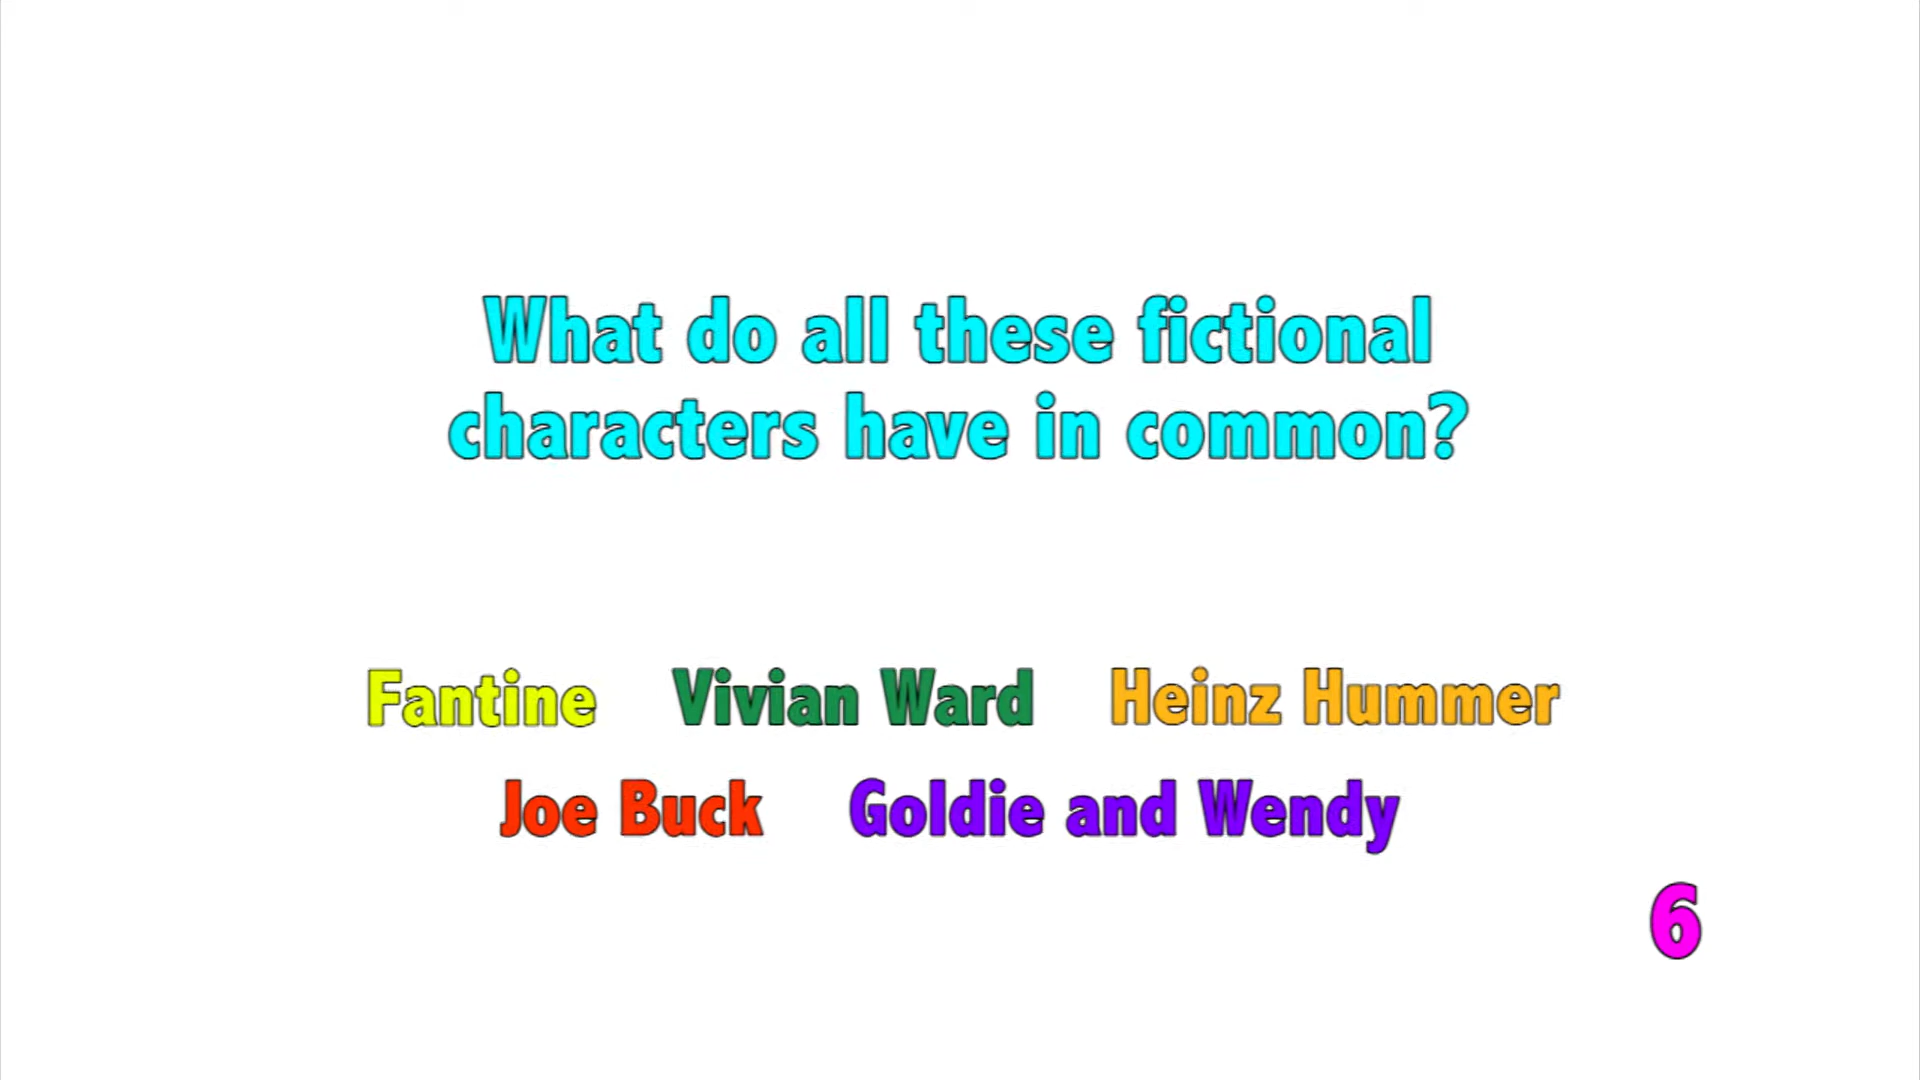 What do all these fictional
characters have in common?
Fantine Vivian Ward Heinz Hummer
Joe Buck Goldie and Wendy
6